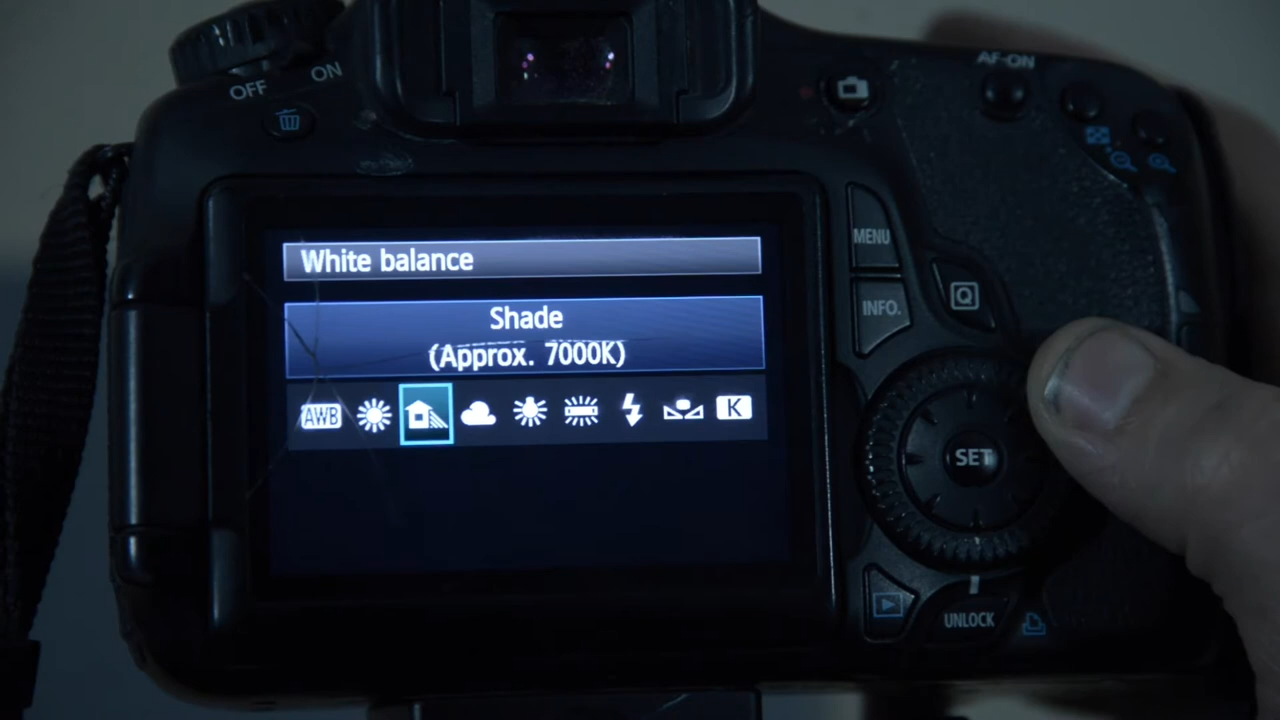 OFF ON
AF-ON
MENU
INFO.
Q
White balance
Shade
(Approx. 7000K)
AWB K
SET
UNLOCK